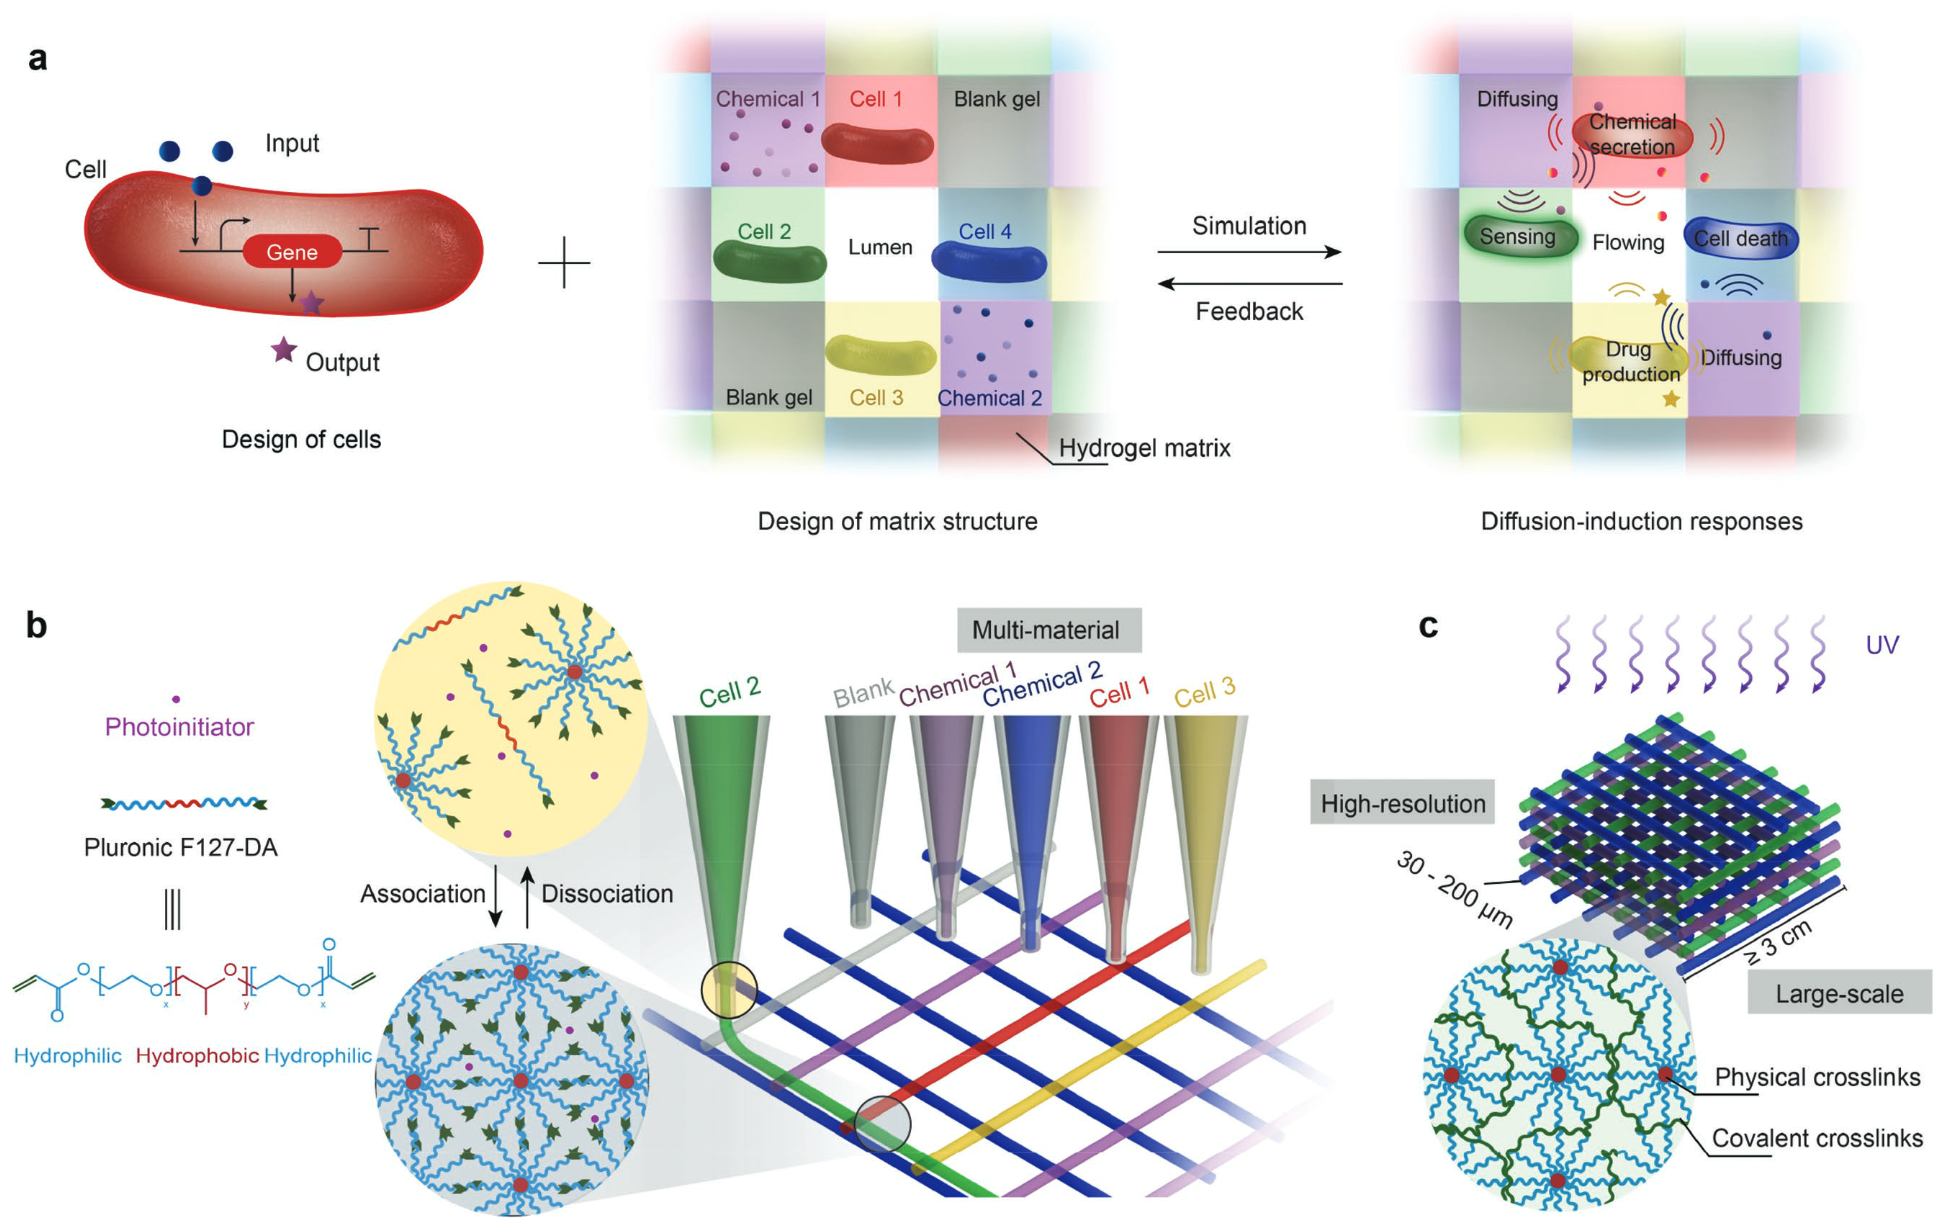 a
Cell
Input
Gene
Output
Design of cells
Chemical 1
Cell 1
Blank gel
Cell 2
Lumen
Cell 4
Blank gel
Cell 3
Chemical 2
Hydrogel matrix
Design of matrix structure
Simulation
Feedback
Diffusing
Chemical
secretion
Sensing
Flowing
Cell death
Drug
production
Diffusing
Diffusion-induction responses
b
Photoinitiator
Pluronic F127-DA
O
O
O
x
O
y
O
x
O
Hydrophilic
Hydrophobic
Hydrophilic
Association
Dissociation
Multi-material
Cell 2
Blank
Chemical 1
Chemical 2
Cell 1
Cell 3
c
UV
High-resolution
30 - 200 μm
≥ 3 cm
Large-scale
Physical crosslinks
Covalent crosslinks